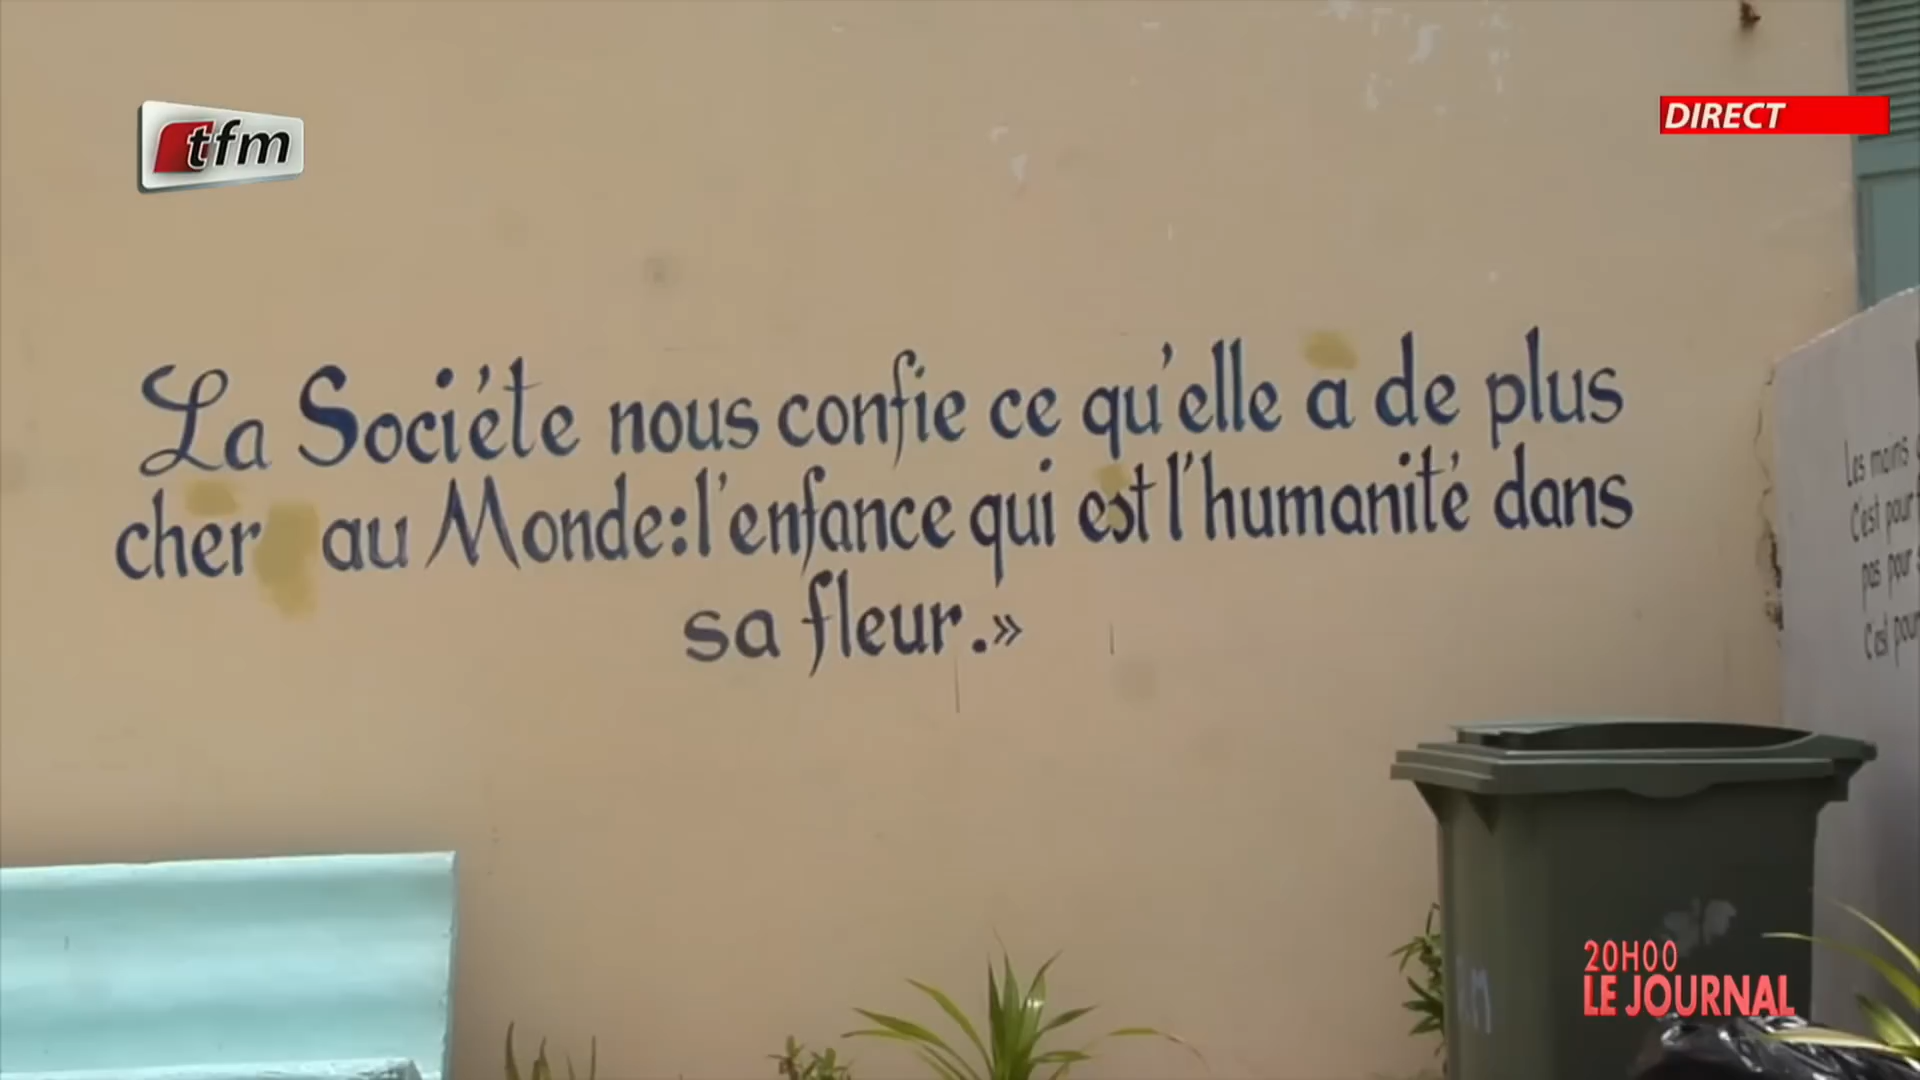 tfm
DIRECT
La Sociéte nous confie ce qu'elle a de plus
cher au Monde: l'enfance qui est l'humanité dans
sa fleur.»
Les mains
C'est pour
pas pour
C'est pour
20H00
LE JOURNAL